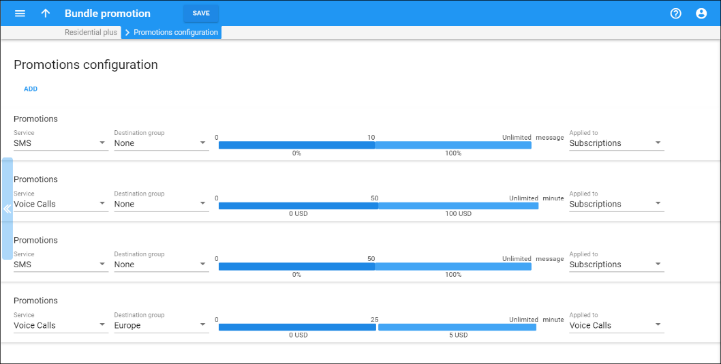 Bundle promotion SAVE
Residential plus Promotions configuration
Promotions configuration
ADD
Promotions
Service Destination group 0 10 Unlimited message Applied to
SMS None Subscriptions
0% 100%
Promotions
Service Destination group 0 50 Unlimited minute Applied to
Voice Calls None Subscriptions
0 USD 100 USD
Promotions
Service Destination group 0 50 Unlimited message Applied to
SMS None Subscriptions
0% 100%
Promotions
Service Destination group 0 25 Unlimited minute Applied to
Voice Calls Europe Voice Calls
0 USD 5 USD